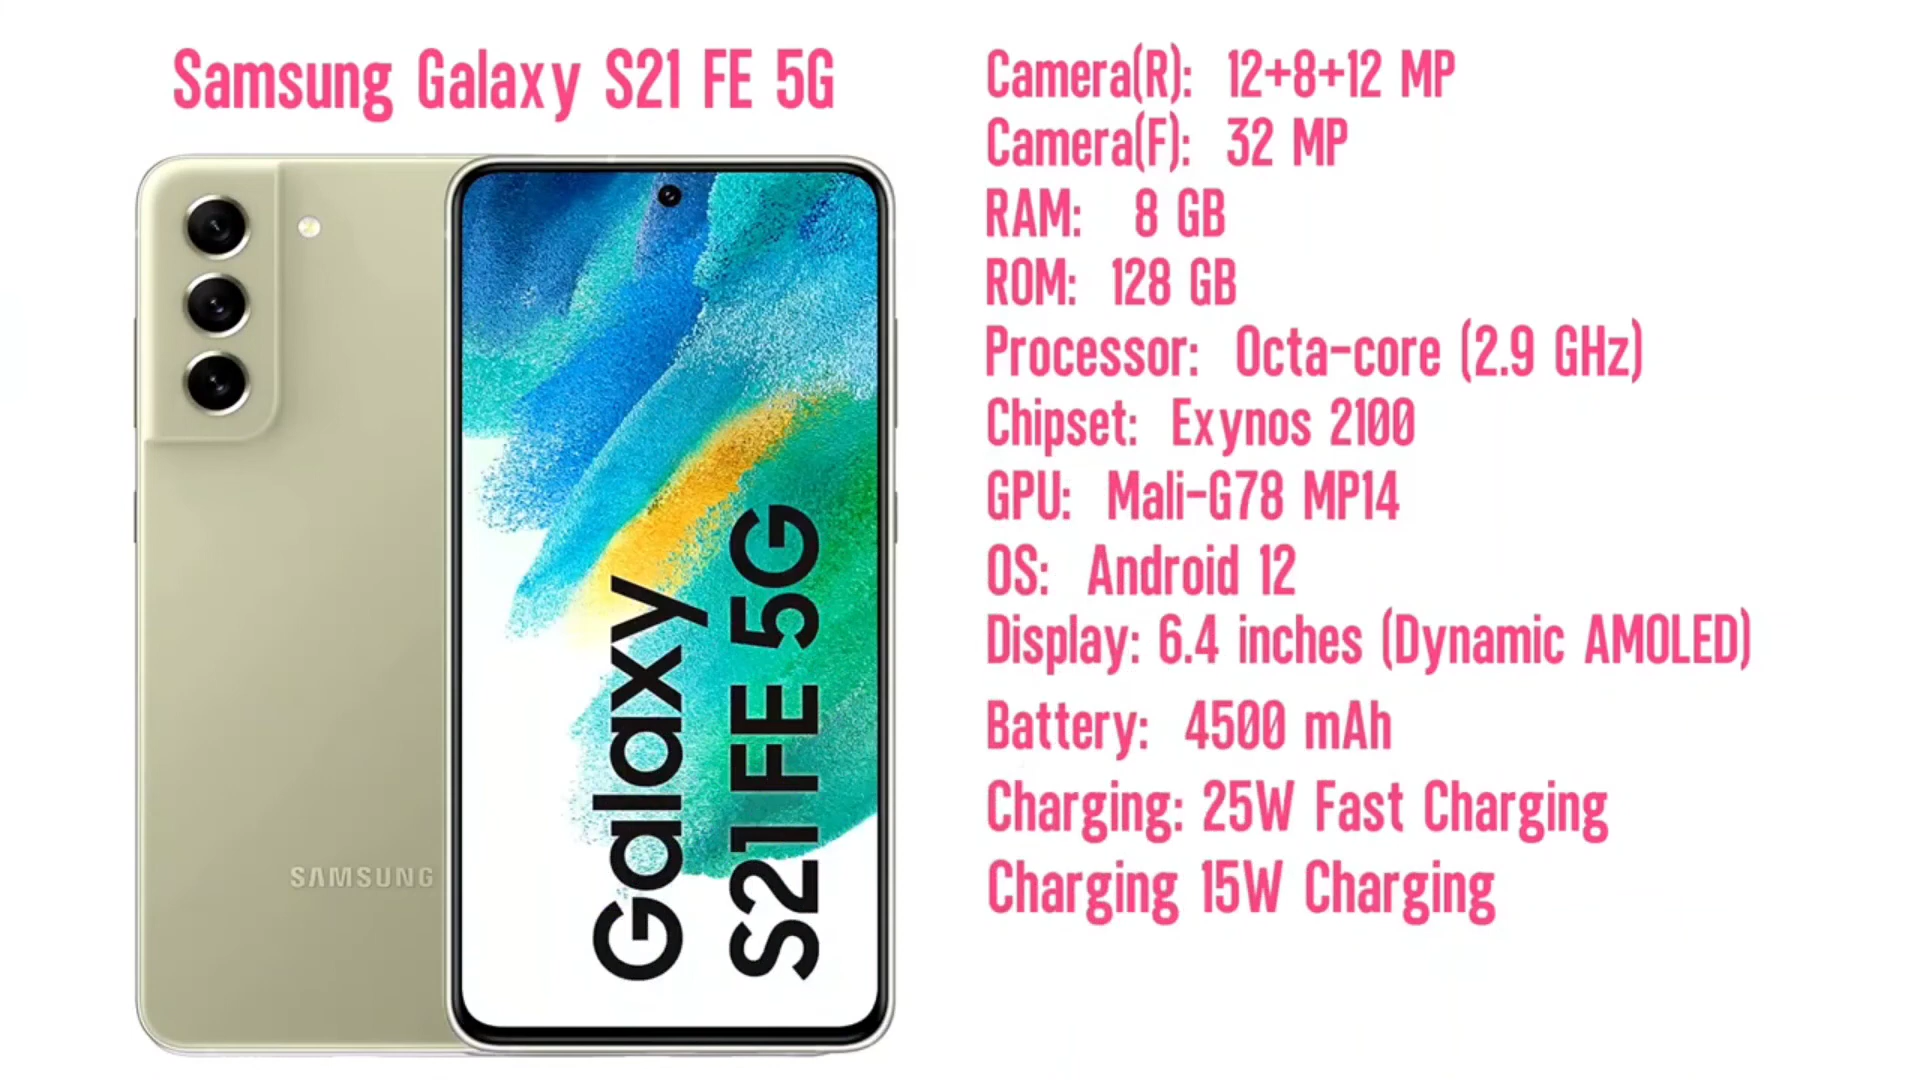 Samsung Galaxy S21 FE 5G
SAMSUNG
Galaxy
S21 FE 5G
Camera(R): 12+8+12 MP
Camera(F): 32 MP
RAM: 8 GB
ROM: 128 GB
Processor: Octa-core (2.9 GHz)
Chipset: Exynos 2100
GPU: Mali-G78 MP14
OS: Android 12
Display: 6.4 inches (Dynamic AMOLED)
Battery: 4500 mAh
Charging: 25W Fast Charging
Charging 15W Charging